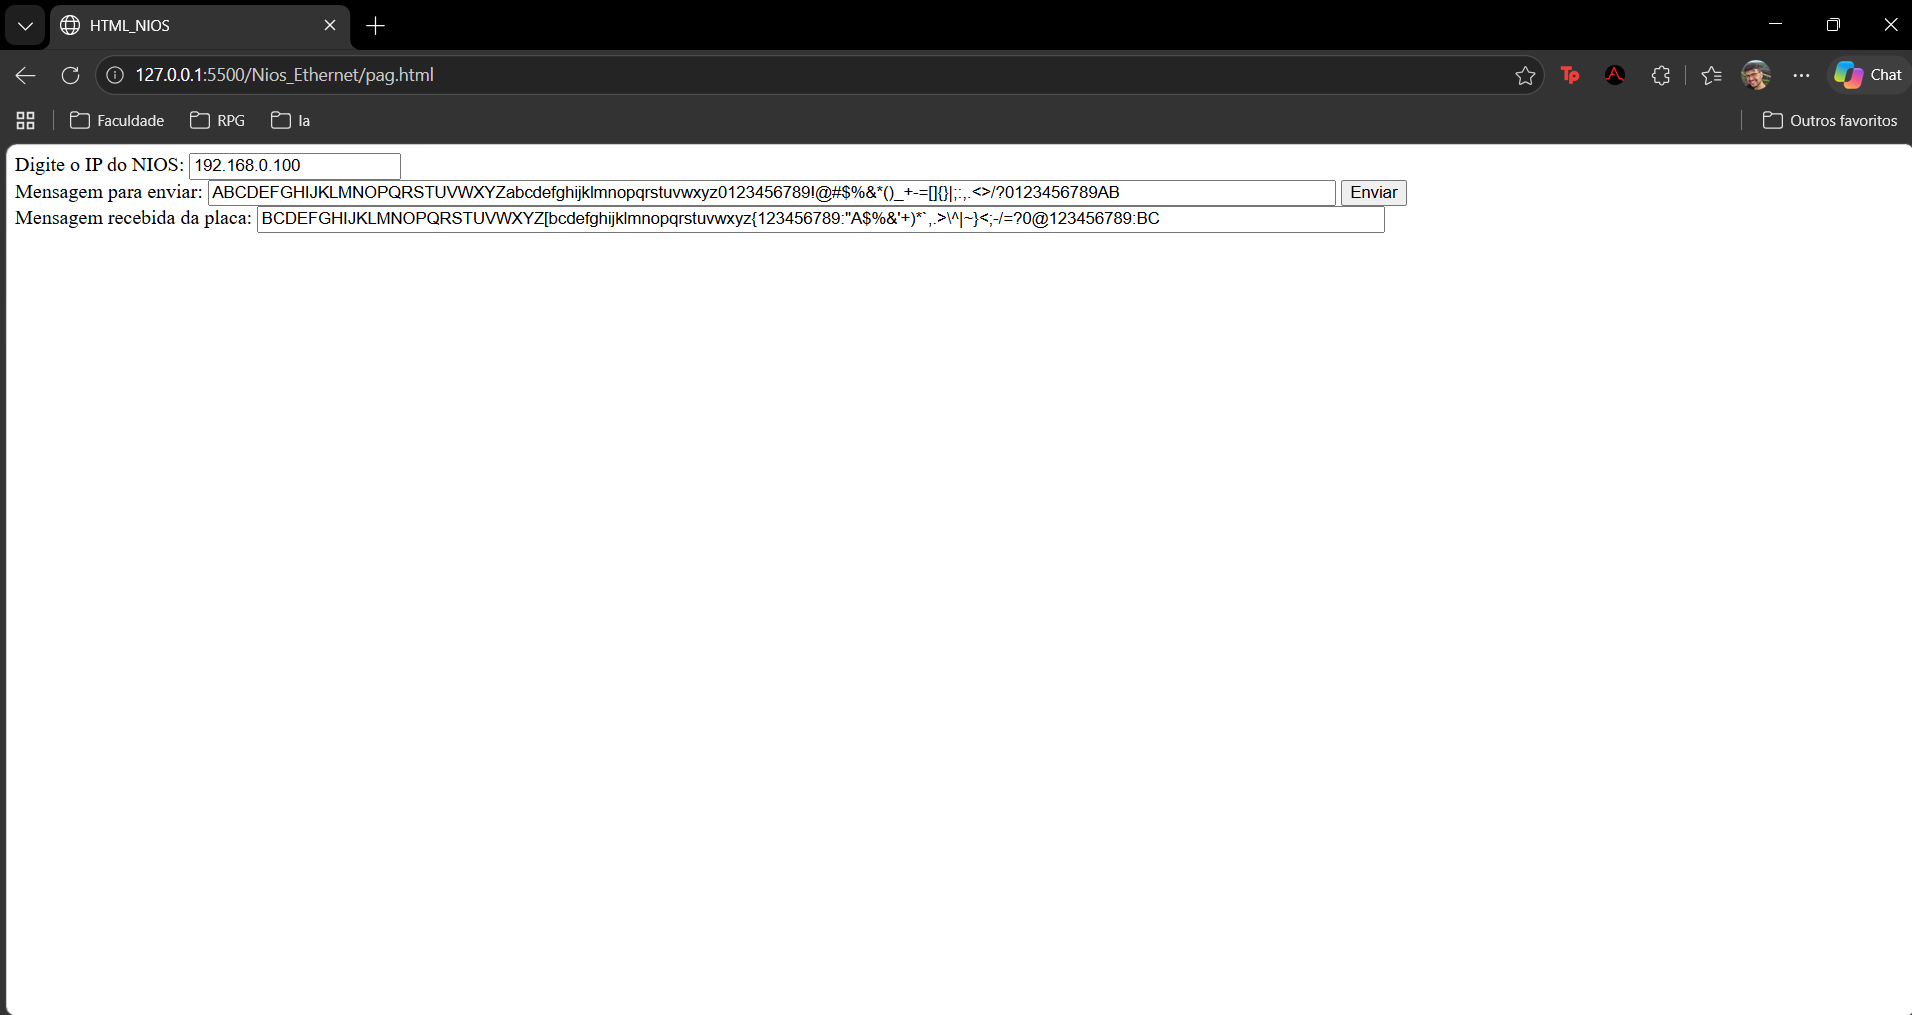 HTML_NIOS
127.0.0.1:5500/Nios_Ethernet/pag.html
Tp
Chat
Faculdade
RPG
Ia
Outros favoritos
Digite o IP do NIOS: 192.168.0.100
Mensagem para enviar: ABCDEFGHIJKLMNOPQRSTUVWXYZabcdefghijklmnopqrstuvwxyz0123456789!@#$%&*()_+-=[]{}|;:,.<>/?0123456789AB Enviar
Mensagem recebida da placa: BCDEFGHIJKLMNOPQRSTUVWXYZ[bcdefghijklmnopqrstuvwxyz{123456789:"A$%&'+)*`,.>\^|~}<;-/=?0@123456789:BC